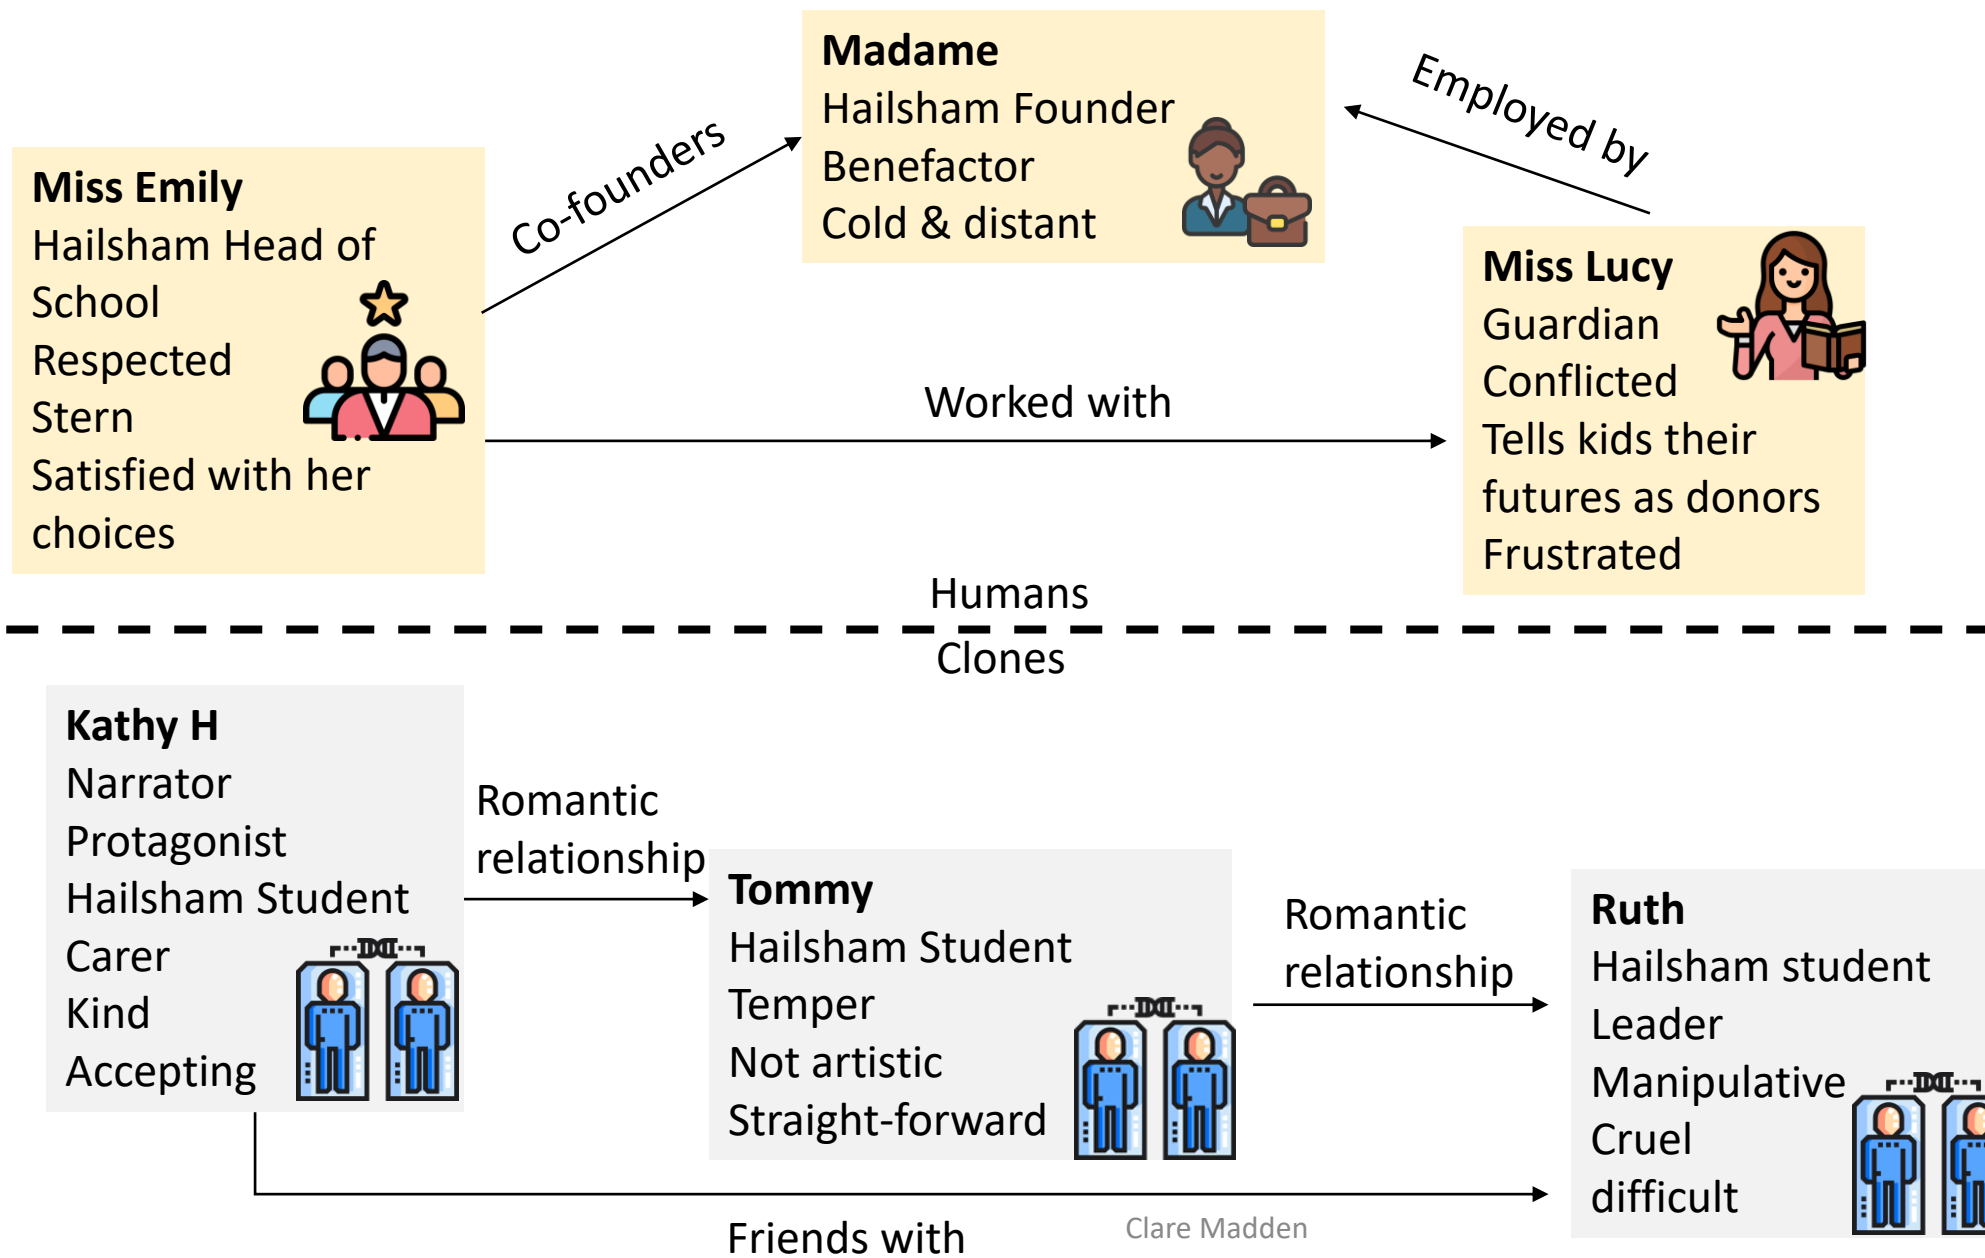 Madame
Hailsham Founder
Benefactor
Cold & distant
Employed by
Co-founders
Miss Emily
Hailsham Head of
School
Respected
Stern
Satisfied with her
choices
Worked with
Miss Lucy
Guardian
Conflicted
Tells kids their
futures as donors
Frustrated
Humans
Clones
Kathy H
Narrator
Protagonist
Hailsham Student
Carer
Kind
Accepting
Romantic
relationship
Tommy
Hailsham Student
Temper
Not artistic
Straight-forward
Romantic
relationship
Ruth
Hailsham student
Leader
Manipulative
Cruel
difficult
Friends with
Clare Madden